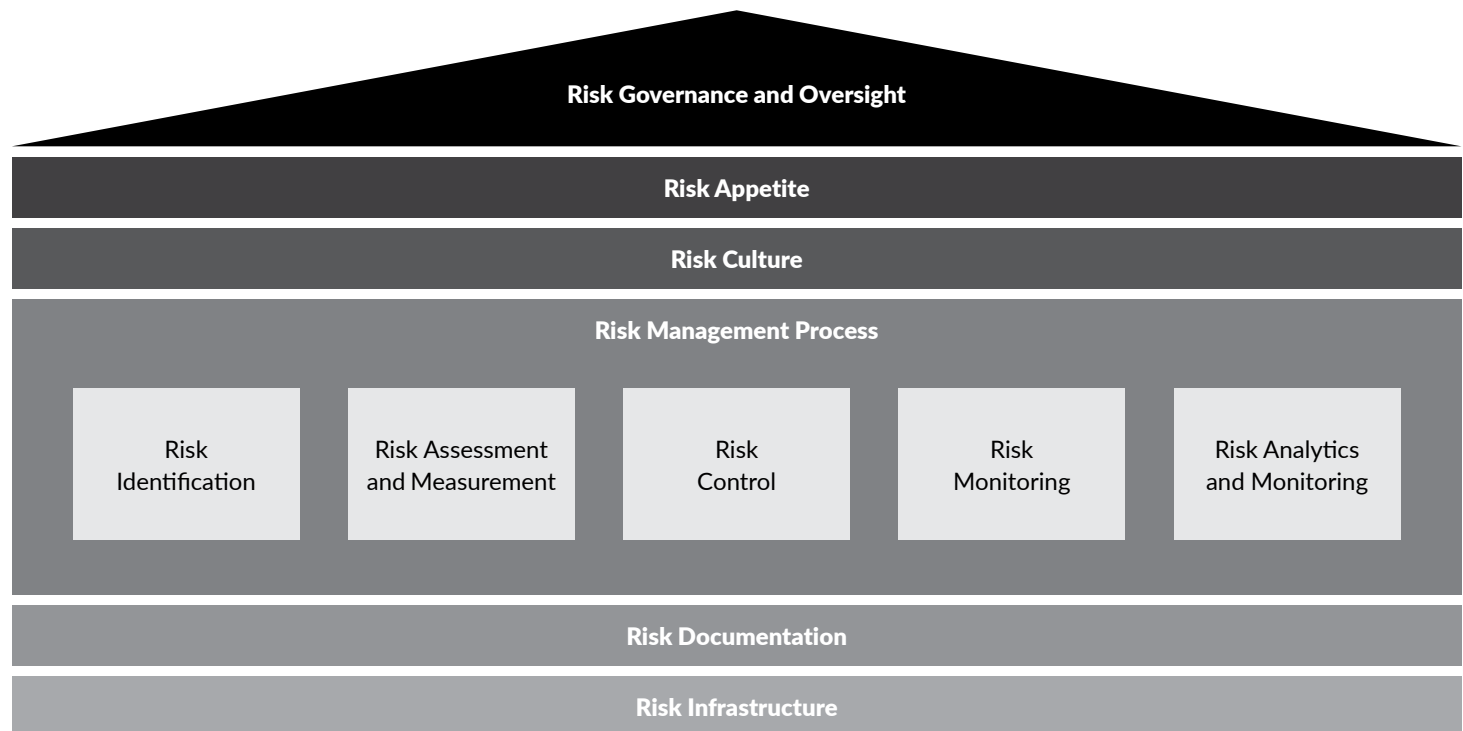 Risk Governance and Oversight
Risk Appetite
Risk Culture
Risk Management Process
Risk
Identification
Risk Assessment
and Measurement
Risk
Control
Risk
Monitoring
Risk Analytics
and Monitoring
Risk Documentation
Risk Infrastructure